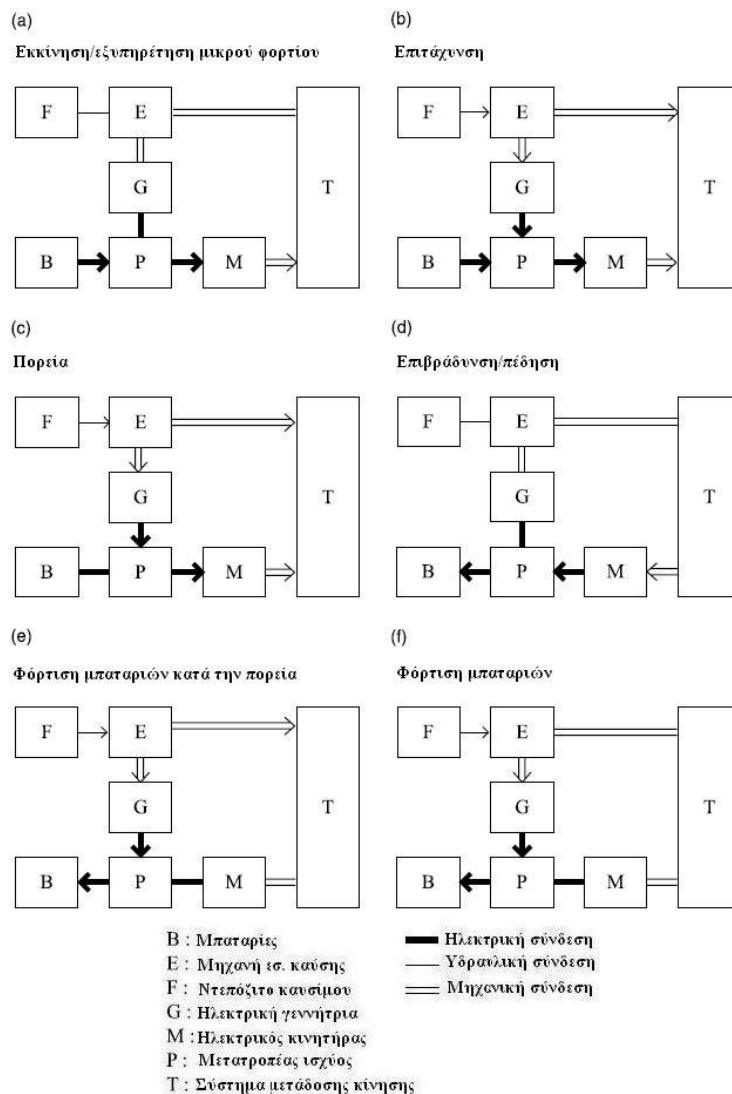 (a)
Εκκίνηση/εξυπηρέτηση μικρού φορτίου
F E
G T
B P M
(b)
Επιτάχυνση
F E
G T
B P M
(c)
Πορεία
F E
G T
B P M
(d)
Επιβράδυνση/πέδηση
F E
G T
B P M
(e)
Φόρτιση μπαταριών κατά την πορεία
F E
G T
B P M
(f)
Φόρτιση μπαταριών
F E
G T
B P M
B : Μπαταρίες
E : Μηχανή εσ. καύσης
F : Ντεπόζιτο καυσίμου
G : Ηλεκτρική γεννήτρια
M : Ηλεκτρικός κινητήρας
P : Μετατροπέας ισχύος
T : Σύστημα μετάδοσης κίνησης
Ηλεκτρική σύνδεση
Υδραυλική σύνδεση
Μηχανική σύνδεση